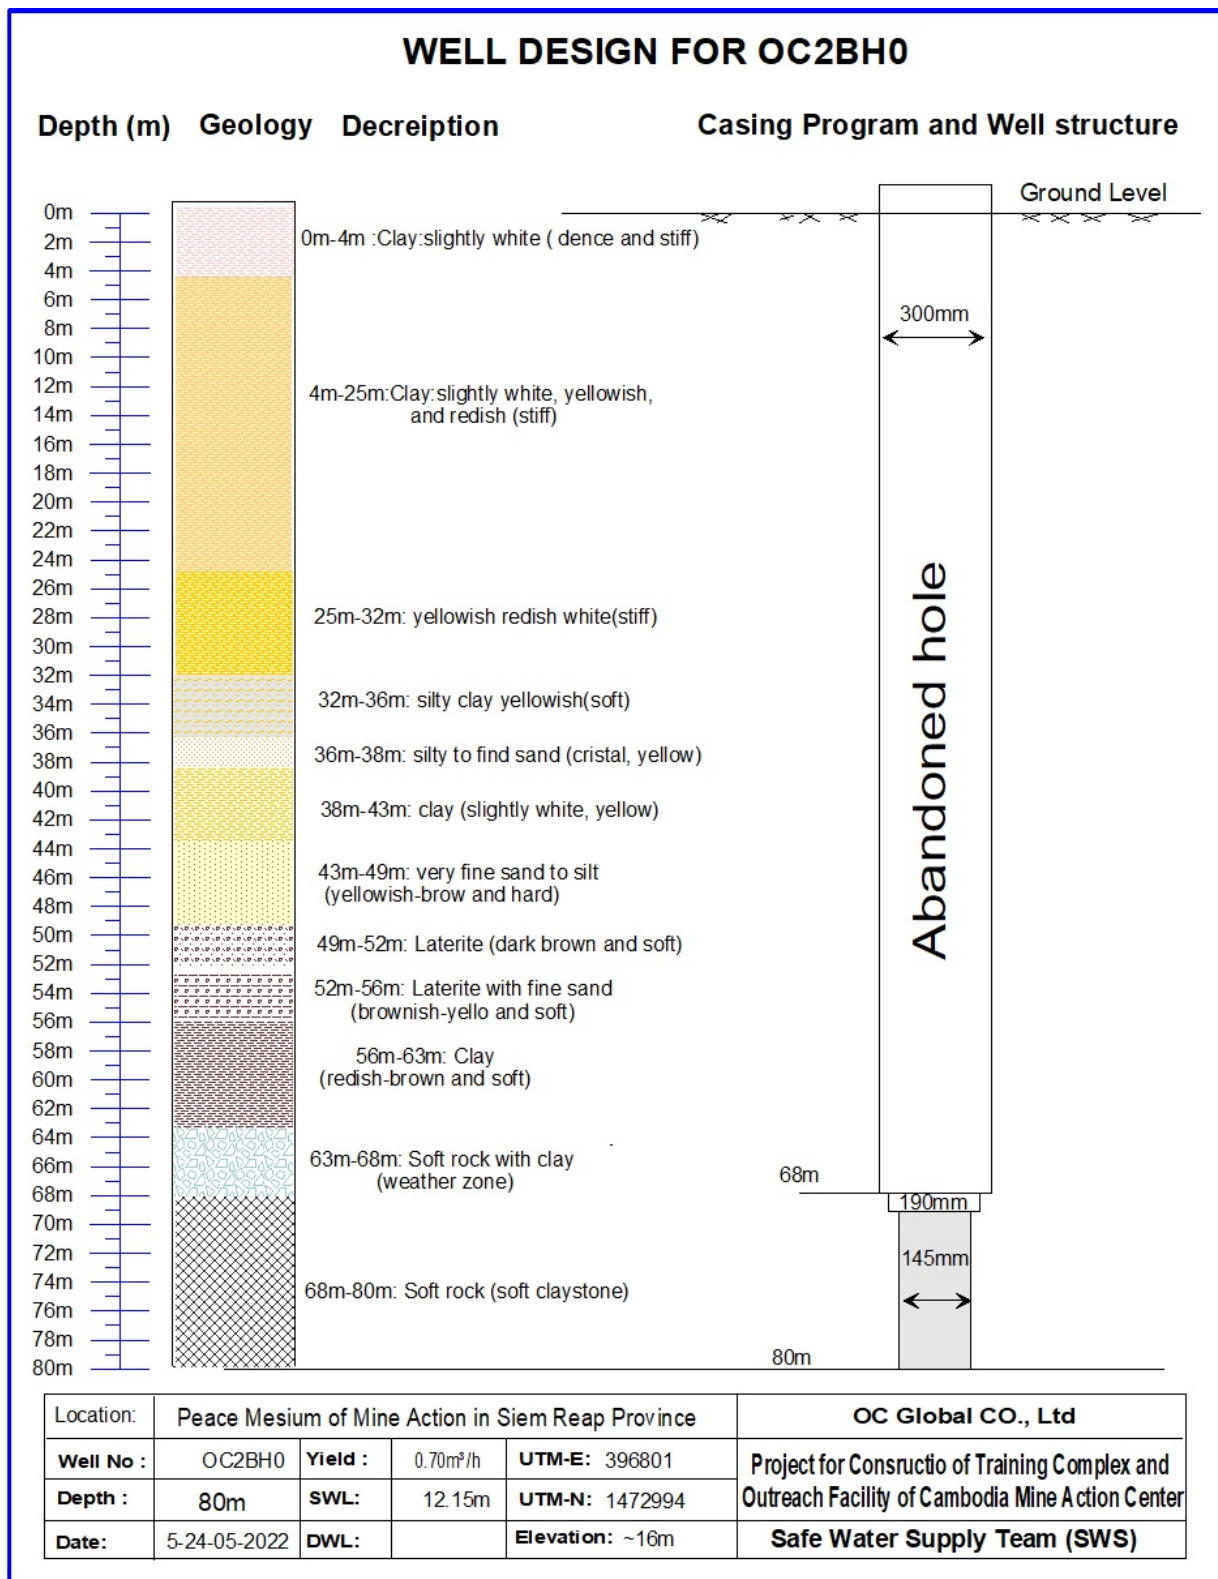 WELL DESIGN FOR OC2BH0
Depth (m) Geology Decreiption Casing Program and Well structure
Ground Level
0m
2m
4m
6m
8m
10m
12m
14m
16m
18m
20m
22m
24m
26m
28m
30m
32m
34m
36m
38m
40m
42m
44m
46m
48m
50m
52m
54m
56m
58m
60m
62m
64m
66m
68m
70m
72m
74m
76m
78m
80m
0m-4m :Clay:slightly white ( dence and stiff)
4m-25m:Clay:slightly white, yellowish,
and redish (stiff)
25m-32m: yellowish redish white(stiff)
32m-36m: silty clay yellowish(soft)
36m-38m: silty to find sand (cristal, yellow)
38m-43m: clay (slightly white, yellow)
43m-49m: very fine sand to silt
(yellowish-brow and hard)
49m-52m: Laterite (dark brown and soft)
52m-56m: Laterite with fine sand
(brownish-yello and soft)
56m-63m: Clay
(redish-brown and soft)
63m-68m: Soft rock with clay
(weather zone)
68m-80m: Soft rock (soft claystone)
300mm
Abandoned hole
68m
190mm
145mm
80m
Location: Peace Mesium of Mine Action in Siem Reap Province
Well No : OC2BH0 Yield : 0.70m³/h UTM-E: 396801
Depth : 80m SWL: 12.15m UTM-N: 1472994
Date: 5-24-05-2022 DWL: Elevation: ~16m
OC Global CO., Ltd
Project for Consructio of Training Complex and
Outreach Facility of Cambodia Mine Action Center
Safe Water Supply Team (SWS)